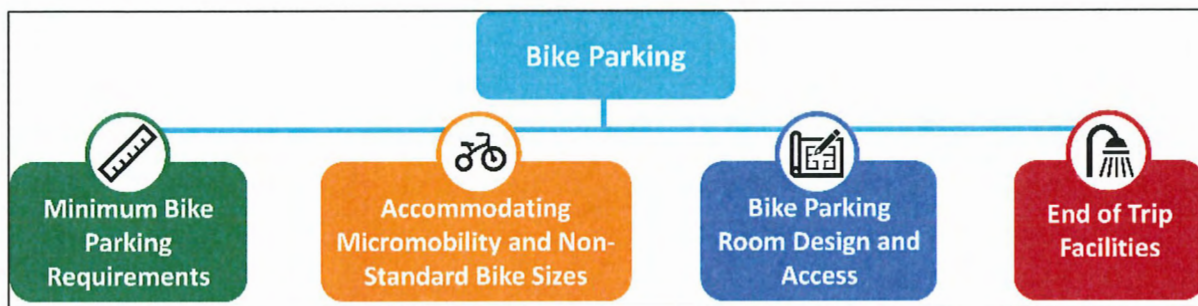 Bike Parking
Minimum Bike
Parking
Requirements
Accommodating
Micromobility and Non-
Standard Bike Sizes
Bike Parking
Room Design and
Access
End of Trip
Facilities